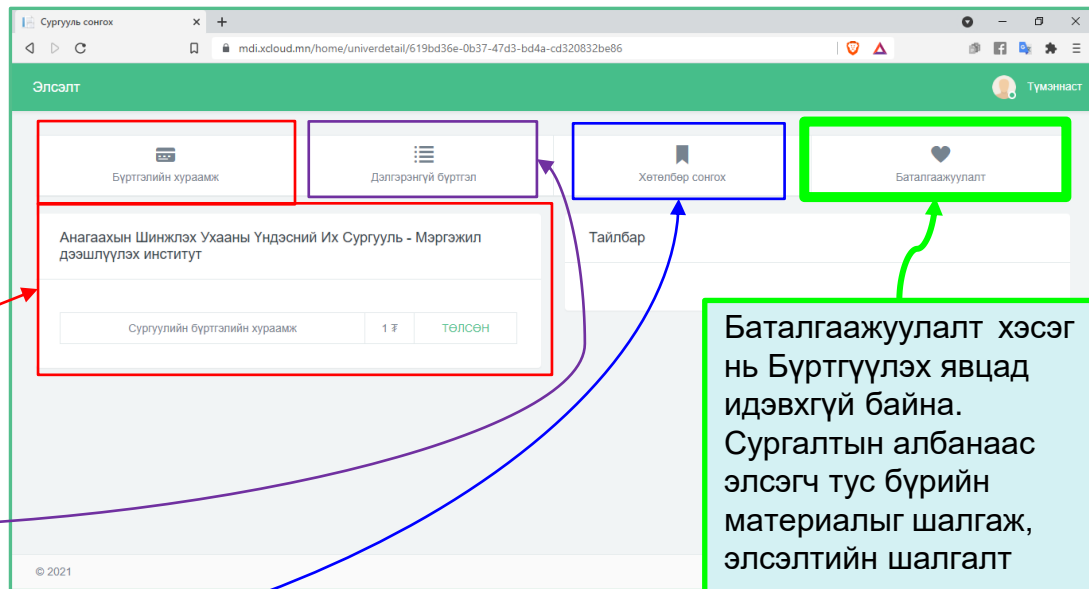 Сургууль сонгох
mdi.xcloud.mn/home/univerdetail/619bd36e-0b37-47d3-bd4a-cd320832be86
Элсэлт
Түмэннаст
Бүртгэлийн хураамж
Дэлгэрэнгүй бүртгэл
Хөтөлбөр сонгох
Баталгаажуулалт
Анагаахын Шинжлэх Ухааны Үндэсний Их Сургууль - Мэргэжил
дээшлүүлэх институт
Сургуулийн бүртгэлийн хураамж
1 ₮
ТӨЛСӨН
Тайлбар
Баталгаажуулалт хэсэг
нь Бүртгүүлэх явцад
идэвхгүй байна.
Сургалтын албанаас
элсэгч тус бүрийн
материалыг шалгаж,
элсэлтийн шалгалт
© 2021